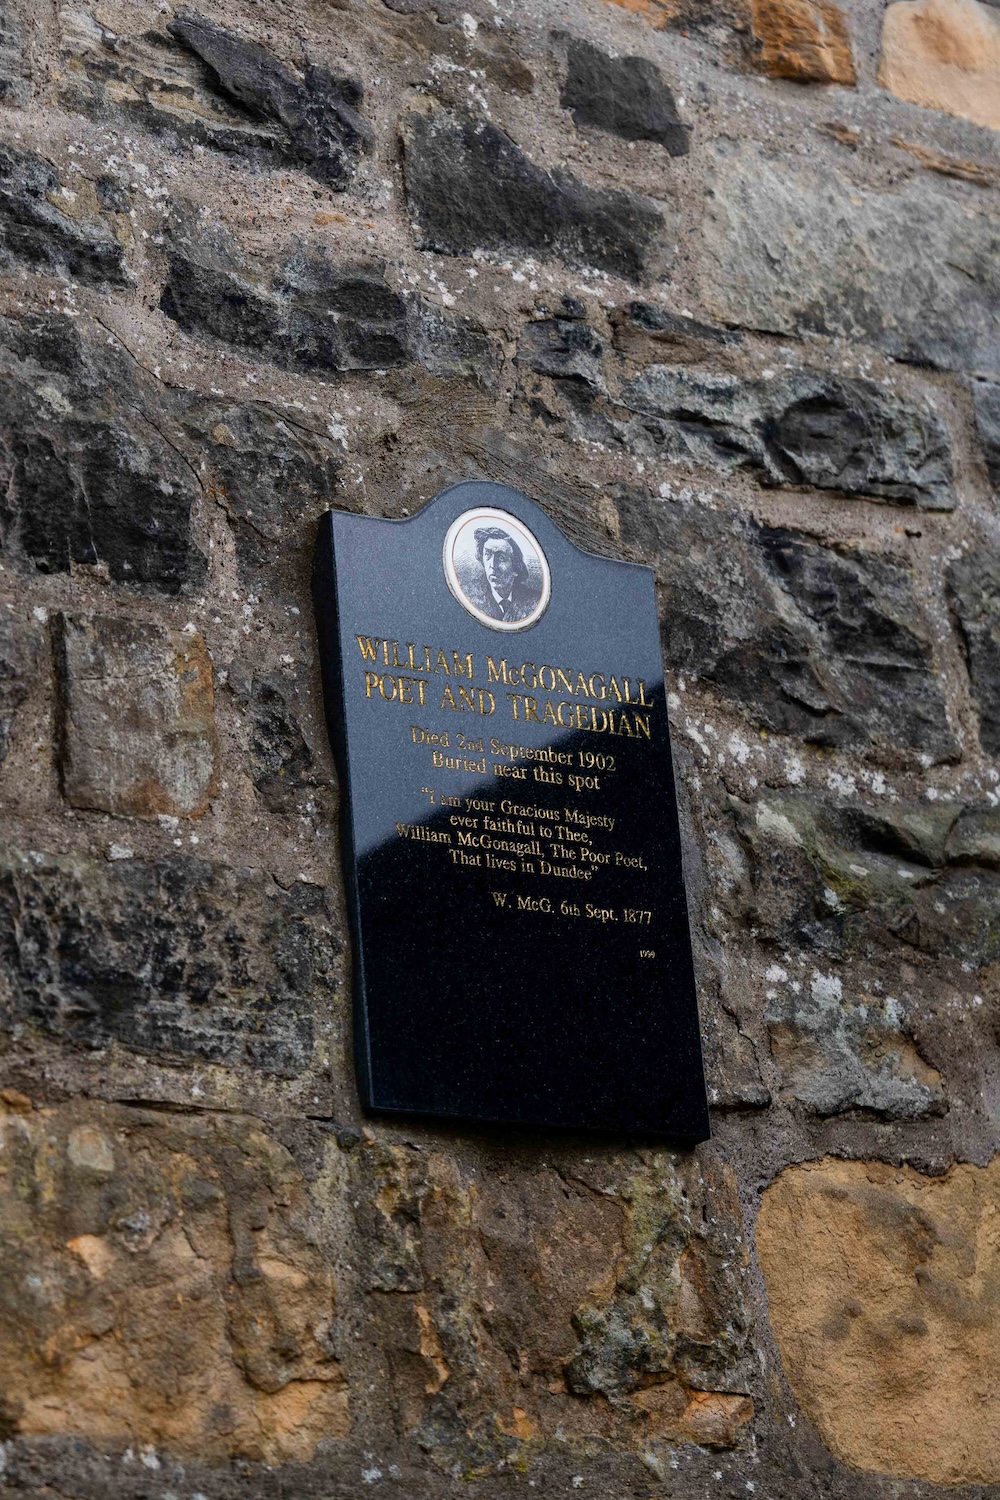 WILLIAM McGONAGALL
POET AND TRAGEDIAN
Died 2nd September 1902
Buried near this spot
"I am your Gracious Majesty
ever faithful to Thee,
William McGonagall, The Poor Poet,
That lives in Dundee"
W. McG. 6th Sept. 1877
1999